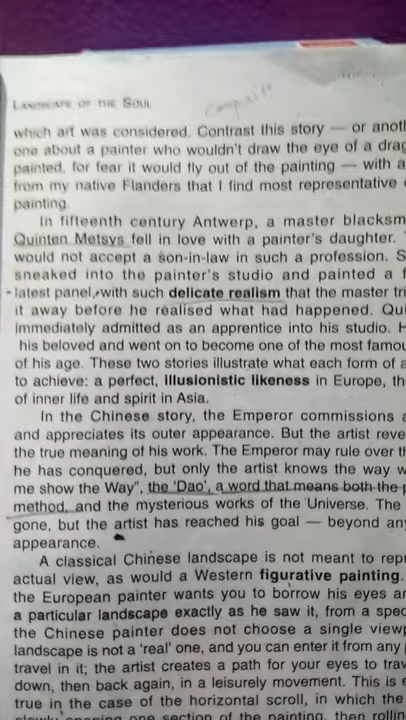 LANDSCAPE OF THE SOUL
which art was considered. Contrast this story — or anot
one about a painter who wouldn't draw the eye of a drag
painted, for fear it would fly out of the painting — with a
from my native Flanders that I find most representative
painting.
In fifteenth century Antwerp, a master blacksm
Quinten Metsys fell in love with a painter's daughter.
would not accept a son-in-law in such a profession. S
sneaked into the painter's studio and painted a f
latest panel, with such delicate realism that the master tri
it away before he realised what had happened. Qui
immediately admitted as an apprentice into his studio. H
his beloved and went on to become one of the most famou
of his age. These two stories illustrate what each form of a
to achieve: a perfect, illusionistic likeness in Europe, th
of inner life and spirit in Asia.
In the Chinese story, the Emperor commissions a
and appreciates its outer appearance. But the artist reve
the true meaning of his work. The Emperor may rule over th
he has conquered, but only the artist knows the way w
me show the Way", the 'Dao', a word that means both the p
method, and the mysterious works of the Universe. The
gone, but the artist has reached his goal — beyond any
appearance.
A classical Chinese landscape is not meant to repr
actual view, as would a Western figurative painting.
the European painter wants you to borrow his eyes an
a particular landscape exactly as he saw it, from a spec
the Chinese painter does not choose a single viewp
landscape is not a 'real' one, and you can enter it from any
travel in it; the artist creates a path for your eyes to trav
down, then back again, in a leisurely movement. This is e
true in the case of the horizontal scroll, in which the
slowly opening one section of the painting, then rollin